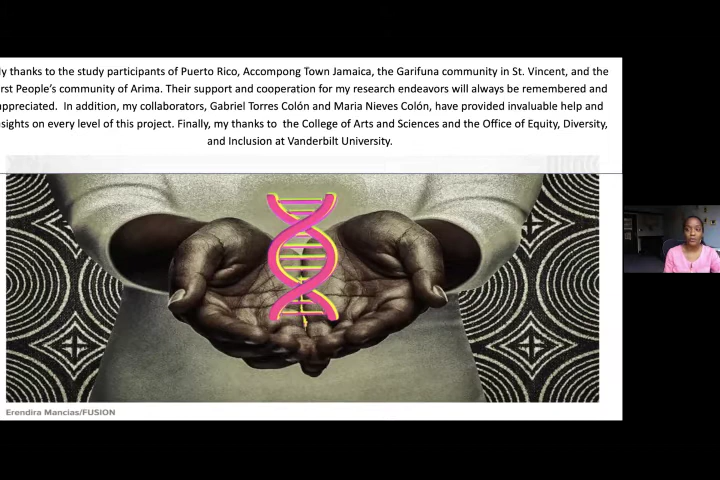 y thanks to the study participants of Puerto Rico, Accompong Town Jamaica, the Garifuna community in St. Vincent, and the
rst People's community of Arima. Their support and cooperation for my research endeavors will always be remembered and
appreciated. In addition, my collaborators, Gabriel Torres Colón and Maria Nieves Colón, have provided invaluable help and
sights on every level of this project. Finally, my thanks to the College of Arts and Sciences and the Office of Equity, Diversity,
and Inclusion at Vanderbilt University.
Erendira Mancias/FUSION